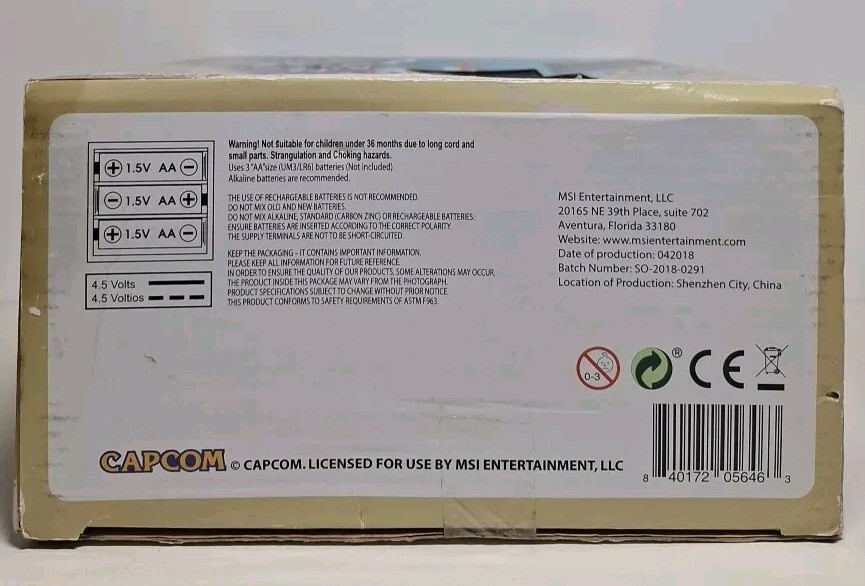 1.5V AA
1.5V AA
1.5V AA
4.5 Volts
4.5 Voltios
Warning! Not suitable for children under 36 months due to long cord and
small parts. Strangulation and Choking hazards.
Uses 3 "AA"size (UM3/LR6) batteries (Not included).
Alkaline batteries are recommended.
THE USE OF RECHARGEABLE BATTERIES IS NOT RECOMMENDED.
DO NOT MIX OLD AND NEW BATTERIES.
DO NOT MIX ALKALINE, STANDARD (CARBON ZINC) OR RECHARGEABLE BATTERIES.
ENSURE BATTERIES ARE INSERTED ACCORDING TO THE CORRECT POLARITY.
THE SUPPLY TERMINALS ARE NOT TO BE SHORT-CIRCUITED.
KEEP THE PACKAGING - IT CONTAINS IMPORTANT INFORMATION.
PLEASE KEEP ALL INFORMATION FOR FUTURE REFERENCE.
IN ORDER TO ENSURE THE QUALITY OF OUR PRODUCTS, SOME ALTERATIONS MAY OCCUR.
THE PRODUCT INSIDE THIS PACKAGE MAY VARY FROM THE PHOTOGRAPH.
PRODUCT SPECIFICATIONS SUBJECT TO CHANGE WITHOUT PRIOR NOTICE.
THIS PRODUCT CONFORMS TO SAFETY REQUIREMENTS OF ASTM F963.
MSI Entertainment, LLC
20165 NE 39th Place, suite 702
Aventura, Florida 33180
Website: www.msientertainment.com
Date of production: 042018
Batch Number: SO-2018-0291
Location of Production: Shenzhen City, China
0-3
®
CE
CAPCOM © CAPCOM. LICENSED FOR USE BY MSI ENTERTAINMENT, LLC
8 40172 05646 3